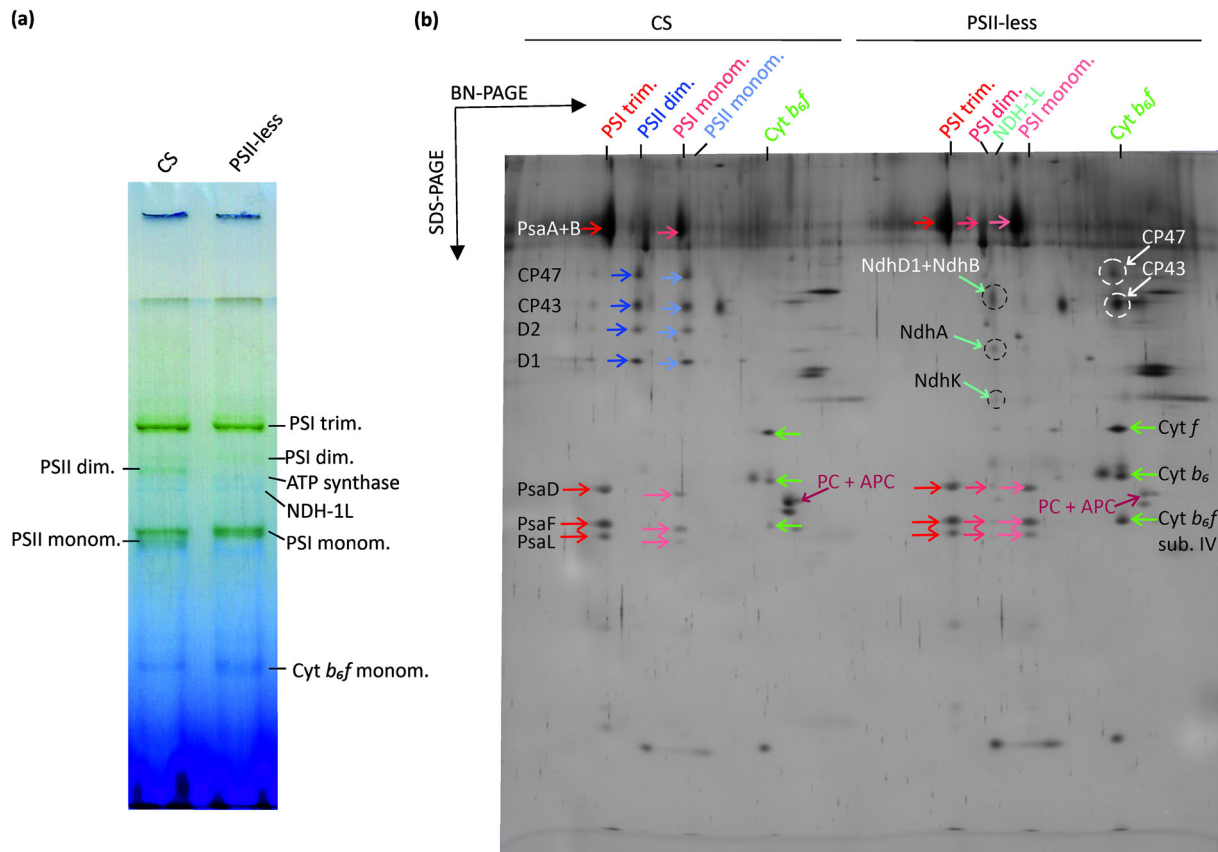 (a)
CS
PSII-less
PSI trim.
PSI dim.
PSII dim.
ATP synthase
NDH-1L
PSII monom.
PSI monom.
Cyt b₆f monom.
(b)
CS
PSII-less
BN-PAGE
SDS-PAGE
PSI trim.
PSII dim.
PSI monom.
PSII monom.
Cyt b₆f
PSI trim.
PSI dim.
NDH-1L
PSI monom.
Cyt b₆f
PsaA+B
CP47
CP43
D2
D1
PsaD
PsaF
PsaL
PC + APC
NdhD1+NdhB
NdhA
NdhK
CP47
CP43
Cyt f
Cyt b₆
PC + APC
Cyt b₆f
sub. IV